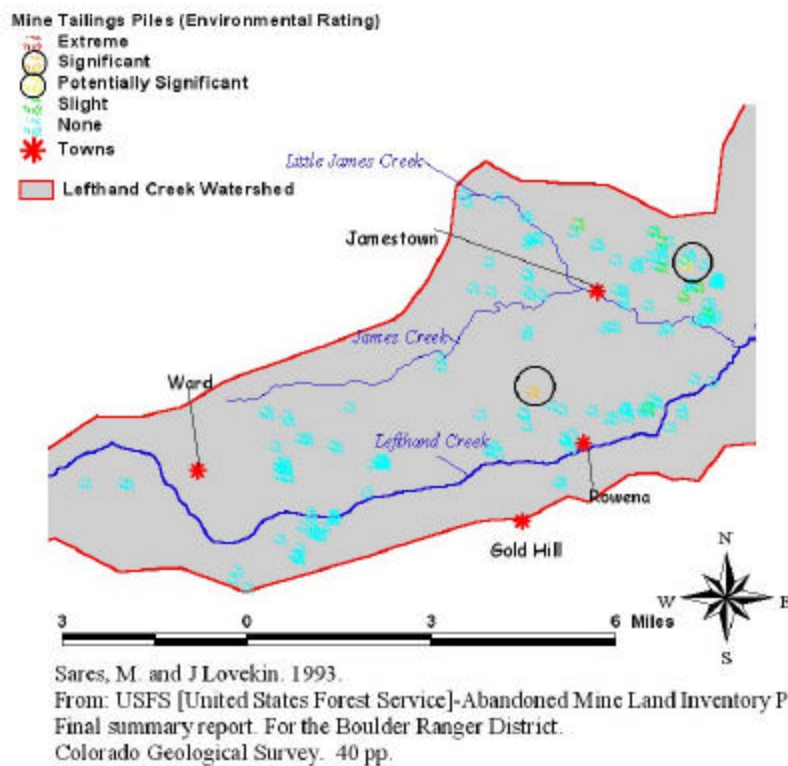 Mine Tailings Piles (Environmental Rating)
Extreme
Significant
Potentially Significant
Slight
None
Towns
Lefthand Creek Watershed
Little James Creek
Jamestown
James Creek
Ward
Lefthand Creek
Rowena
Gold Hill
N
W E
S
3 0 3 6 Miles
Sares, M. and J Lovekin. 1993.
From: USFS [United States Forest Service]-Abandoned Mine Land Inventory P
Final summary report. For the Boulder Ranger District.
Colorado Geological Survey. 40 pp.